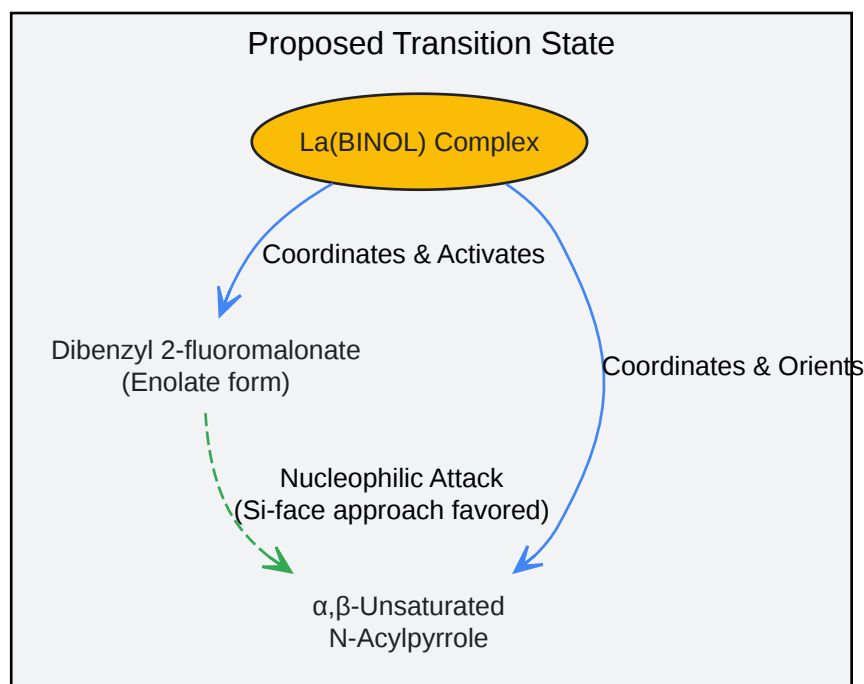 Proposed Transition State
La(BINOL) Complex
Coordinates & Activates
Dibenzyl 2-fluoromalonate
(Enolate form)
Coordinates & Orients
Nucleophilic Attack
(Si-face approach favored)
α,β-Unsaturated
N-Acylpyrrole